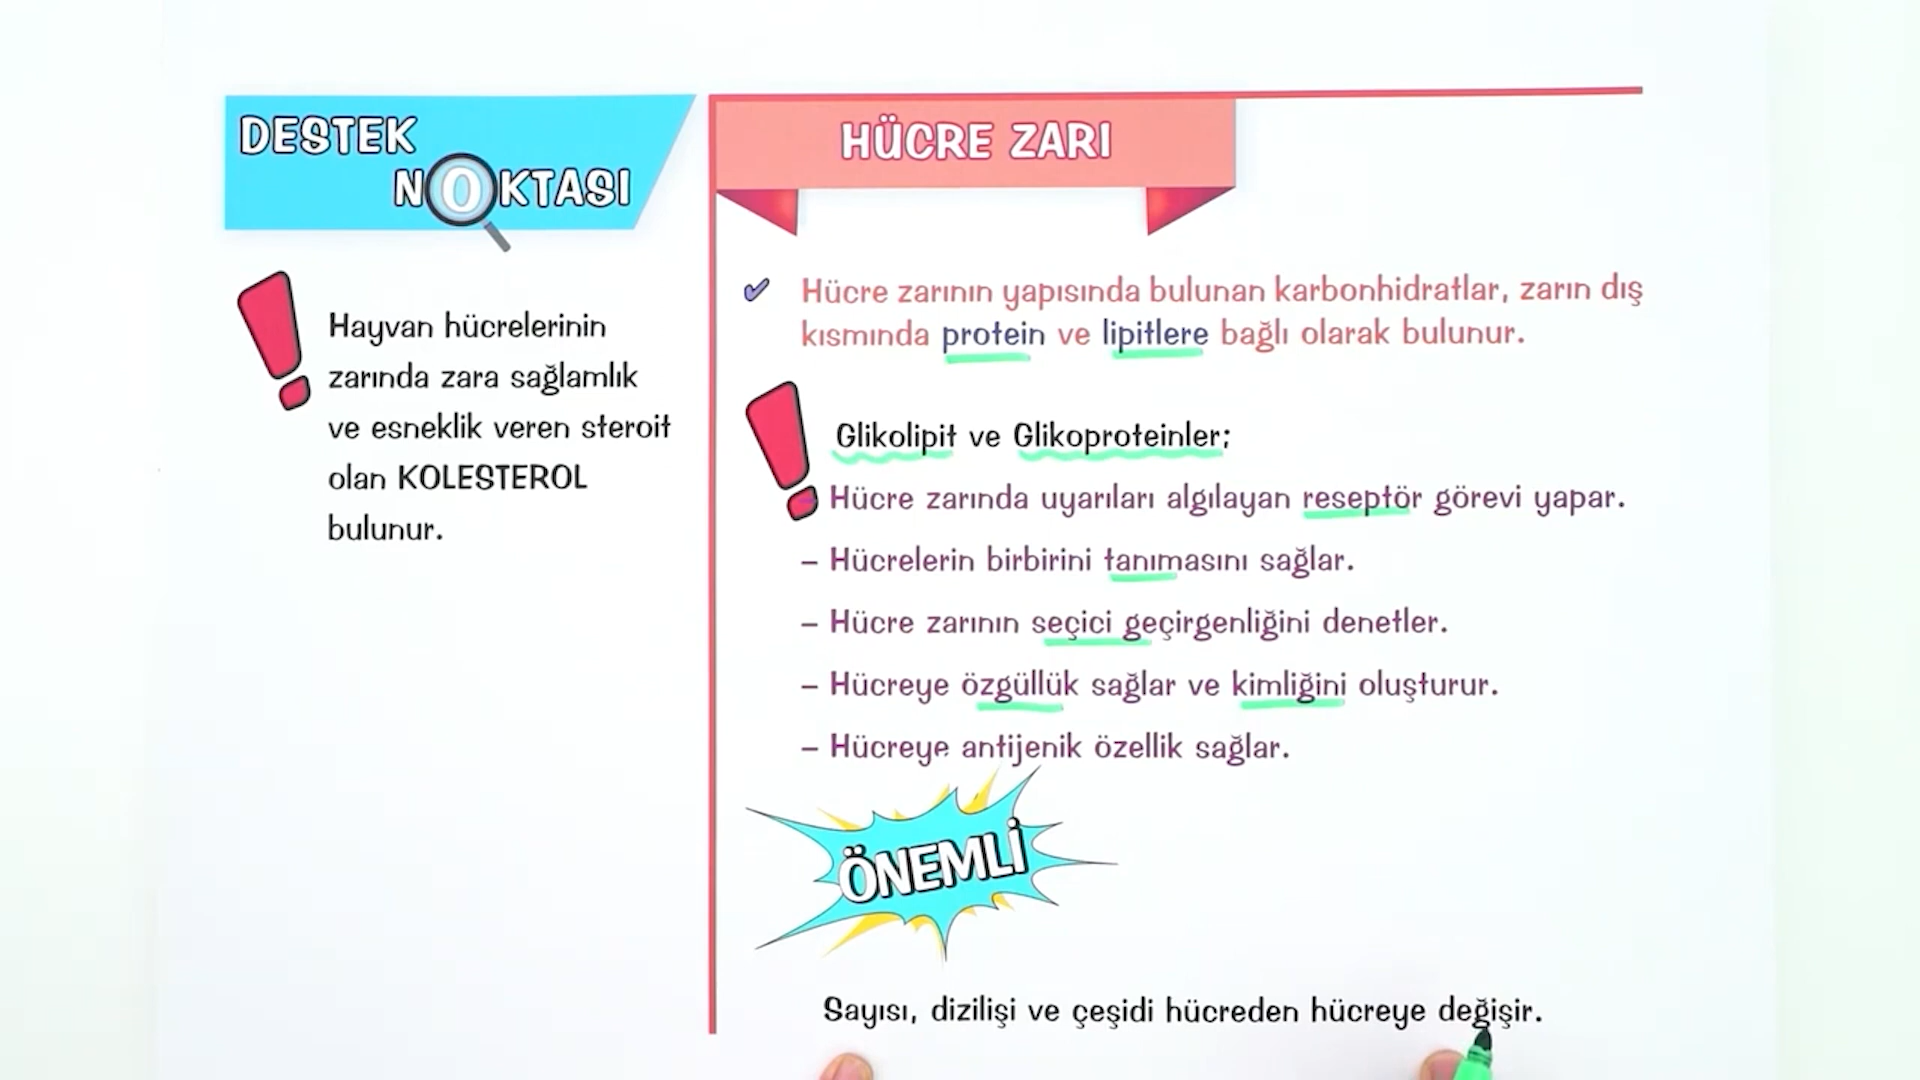 DESTEK
NOKTASI
Hayvan hücrelerinin
zarında zara sağlamlık
ve esneklik veren steroit
olan KOLESTEROL
bulunur.
HÜCRE ZARI
✔ Hücre zarının yapısında bulunan karbonhidratlar, zarın dış
kısmında protein ve lipitlere bağlı olarak bulunur.
Glikolipit ve Glikoproteinler;
– Hücre zarında uyarıları algılayan reseptör görevi yapar.
– Hücrelerin birbirini tanımasını sağlar.
– Hücre zarının seçici geçirgenliğini denetler.
– Hücreye özgüllük sağlar ve kimliğini oluşturur.
– Hücreye antijenik özellik sağlar.
ÖNEMLİ
Sayısı, dizilişi ve çeşidi hücreden hücreye değişir.